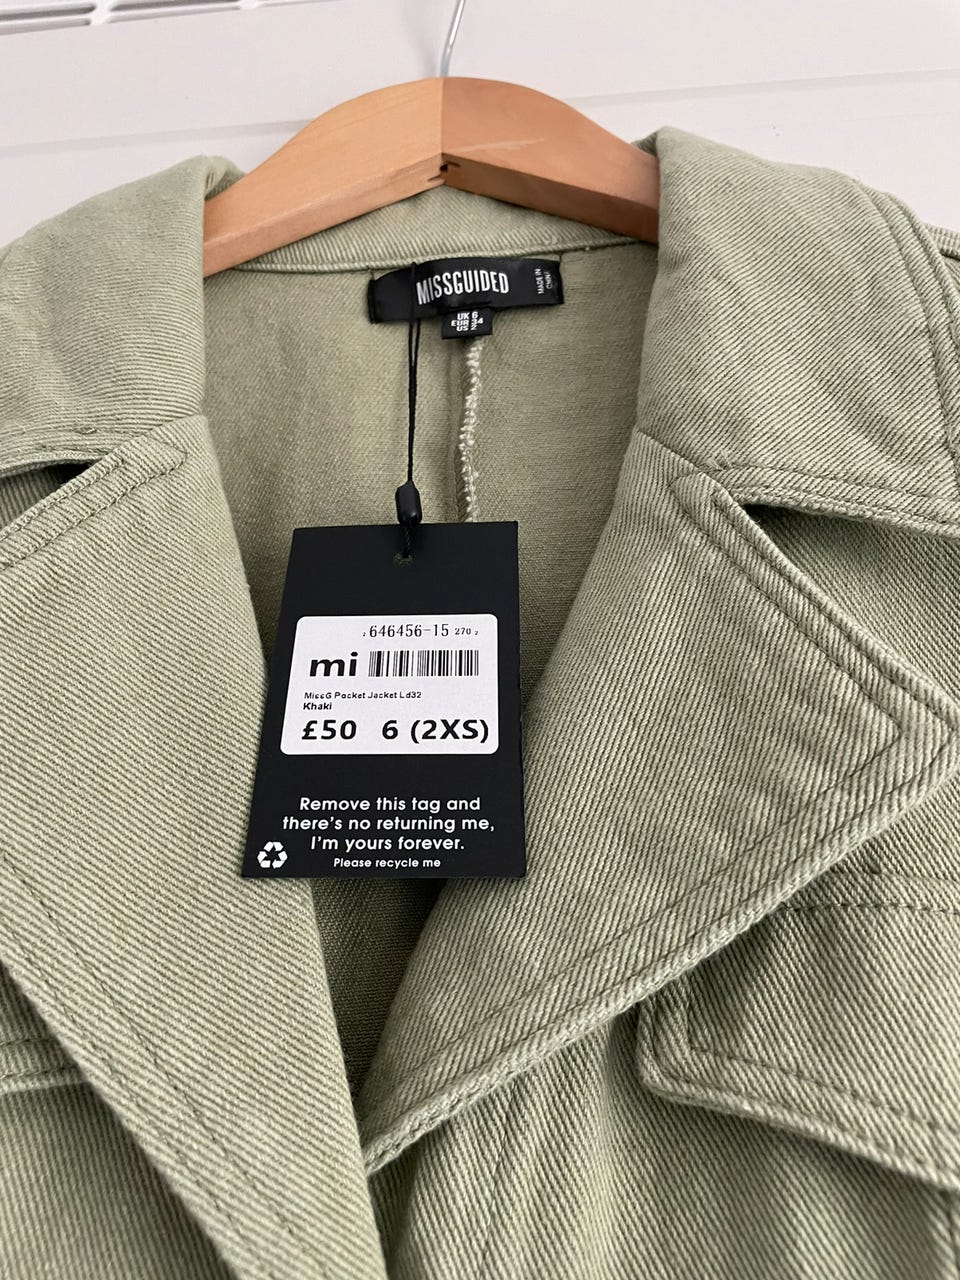 MISSGUIDED
MADE IN
CHINA
UK 6
EUR 34
US 2
646456-15 270 2
mi
MissG Pocket Jacket Ld32
Khaki
£50 6 (2XS)
Remove this tag and
there's no returning me,
I'm yours forever.
Please recycle me